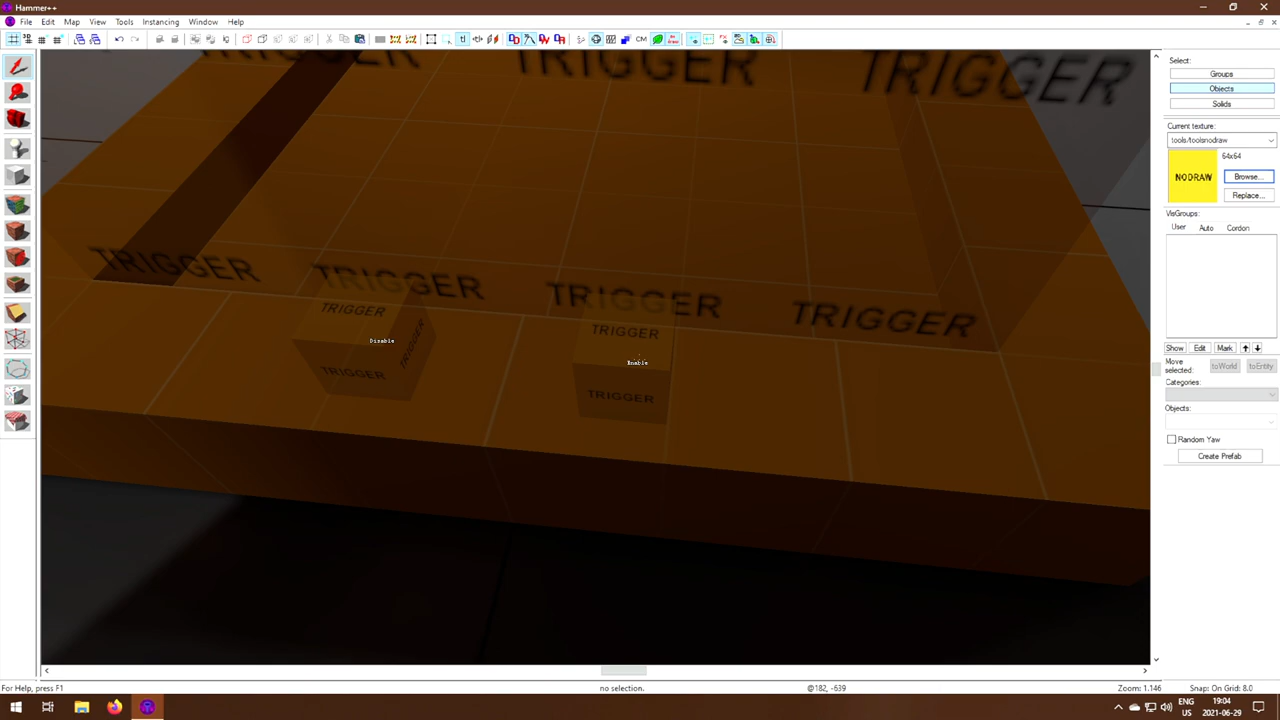 Hammer++
File Edit Map View Tools Instancing Window Help
CM
TRIGGER TRIGGER TRIGGER
TRIGGER TRIGGER TRIGGER TRIGGER
TRIGGER TRIGGER TRIGGER
Disable
Enable
TRIGGER TRIGGER
Select:
Groups
Objects
Solids
Current texture:
tools/toolsnodraw
64x64
NODRAW
Browse...
Replace...
VisGroups:
User Auto Cordon
Show Edit Mark
Move selected:
toWorld toEntity
Categories:
Objects:
Random Yaw
Create Prefab
For Help, press F1 no selection. @182, -639 Zoom: 1.146 Snap: On Grid: 8.0
ENG 19:04
US 2021-06-29